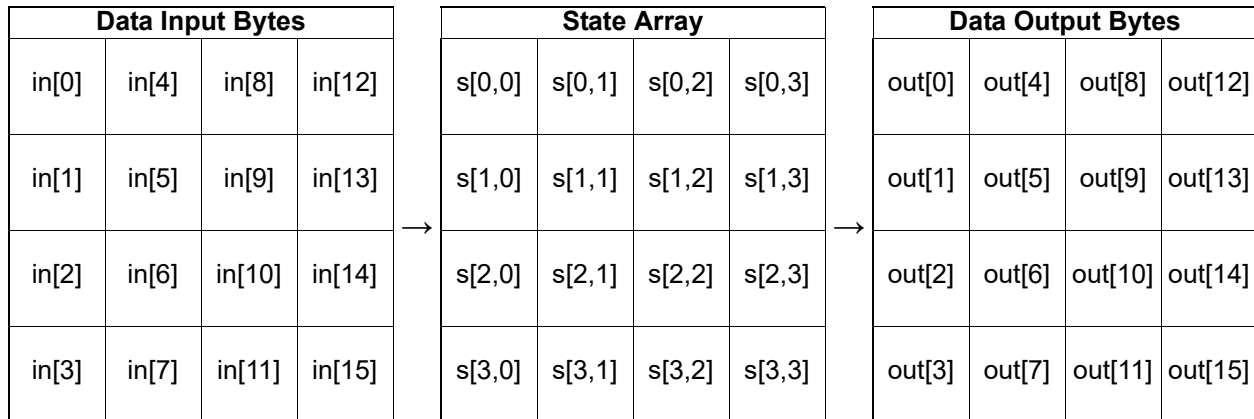 Data Input Bytes State Array Data Output Bytes
in[0] in[4] in[8] in[12] s[0,0] s[0,1] s[0,2] s[0,3] out[0] out[4] out[8] out[12]
in[1] in[5] in[9] in[13] s[1,0] s[1,1] s[1,2] s[1,3] out[1] out[5] out[9] out[13]
→ →
in[2] in[6] in[10] in[14] s[2,0] s[2,1] s[2,2] s[2,3] out[2] out[6] out[10] out[14]
in[3] in[7] in[11] in[15] s[3,0] s[3,1] s[3,2] s[3,3] out[3] out[7] out[11] out[15]